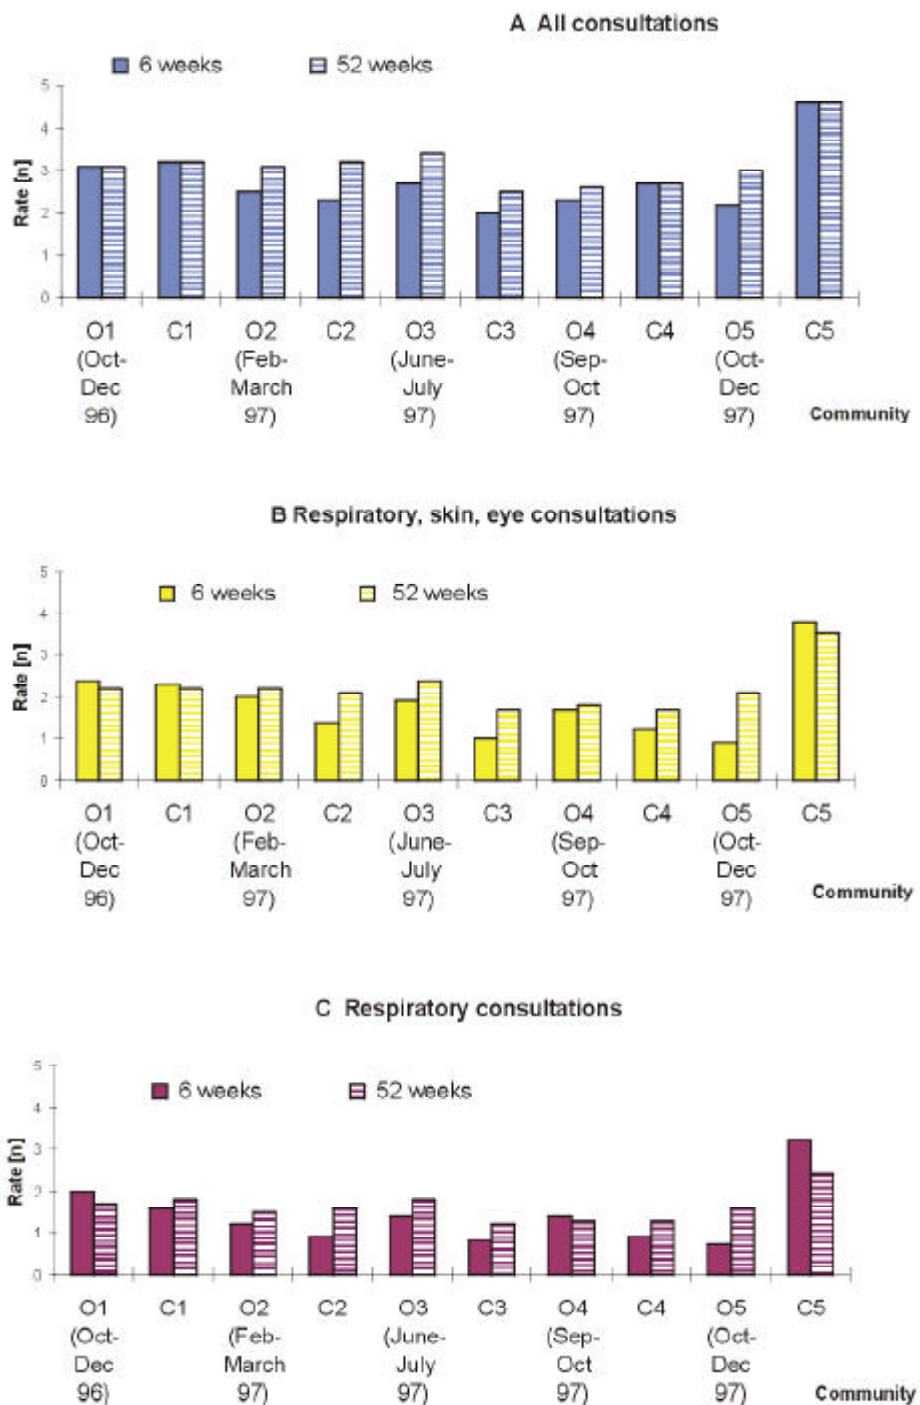 A All consultations
6 weeks 52 weeks
5
4
3
2
1
0
Rate [n]
O1 C1 O2 C2 O3 C3 O4 C4 O5 C5
(Oct- (Feb- (June- (Sep- (Oct-
Dec March July Oct Dec
96) 97) 97) 97) 97)
Community
B Respiratory, skin, eye consultations
6 weeks 52 weeks
5
4
3
2
1
0
Rate [n]
O1 C1 O2 C2 O3 C3 O4 C4 O5 C5
(Oct- (Feb- (June- (Sep- (Oct-
Dec March July Oct Dec
96) 97) 97) 97) 97)
Community
C Respiratory consultations
6 weeks 52 weeks
5
4
3
2
1
0
Rate [n]
O1 C1 O2 C2 O3 C3 O4 C4 O5 C5
(Oct- (Feb- (June- (Sep- (Oct-
Dec March July Oct Dec
96) 97) 97) 97) 97)
Community